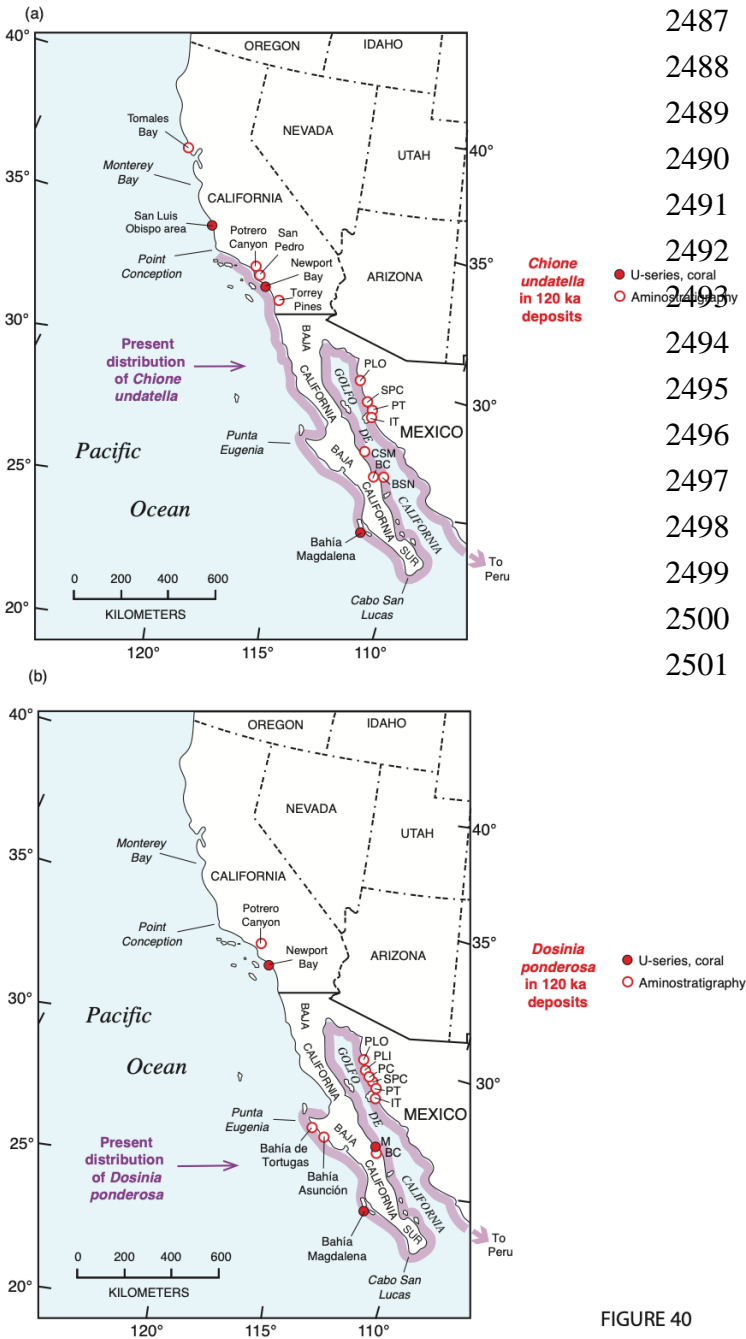 (a)
40°
OREGON
IDAHO
NEVADA
UTAH
40°
Tomales
Bay
Monterey
Bay
35°
CALIFORNIA
San Luis
Obispo area
Potrero
Canyon
San
Pedro
Point
Conception
Newport
Bay
Torrey
Pines
ARIZONA
35°
30°
Present
distribution
of Chione
undatella
BAJA
CALIFORNIA
GOLFO
DE
CALIFORNIA
PLO
SPC
PT
IT
30°
MEXICO
Punta
Eugenia
BAJA
CALIFORNIA
SUR
CSM
BC
BSN
Pacific
Ocean
25°
Bahía
Magdalena
To
Peru
Cabo San
Lucas
0
200
400
600
KILOMETERS
20°
120°
115°
110°
Chione
undatella
in 120 ka
deposits
U-series, coral
Aminostratigraphy
2487
2488
2489
2490
2491
2492
2493
2494
2495
2496
2497
2498
2499
2500
2501
(b)
40°
OREGON
IDAHO
NEVADA
UTAH
40°
Monterey
Bay
35°
CALIFORNIA
Potrero
Canyon
Point
Conception
Newport
Bay
ARIZONA
35°
30°
Pacific
Ocean
BAJA
CALIFORNIA
GOLFO
DE
CALIFORNIA
PLO
PLI
PC
SPC
PT
IT
30°
MEXICO
Punta
Eugenia
25°
BAJA
CALIFORNIA
SUR
M
BC
Bahía de
Tortugas
Bahía
Asunción
Present
distribution
of Dosinia
ponderosa
Bahía
Magdalena
To
Peru
Cabo San
Lucas
0
200
400
600
KILOMETERS
20°
120°
115°
110°
Dosinia
ponderosa
in 120 ka
deposits
U-series, coral
Aminostratigraphy
FIGURE 40